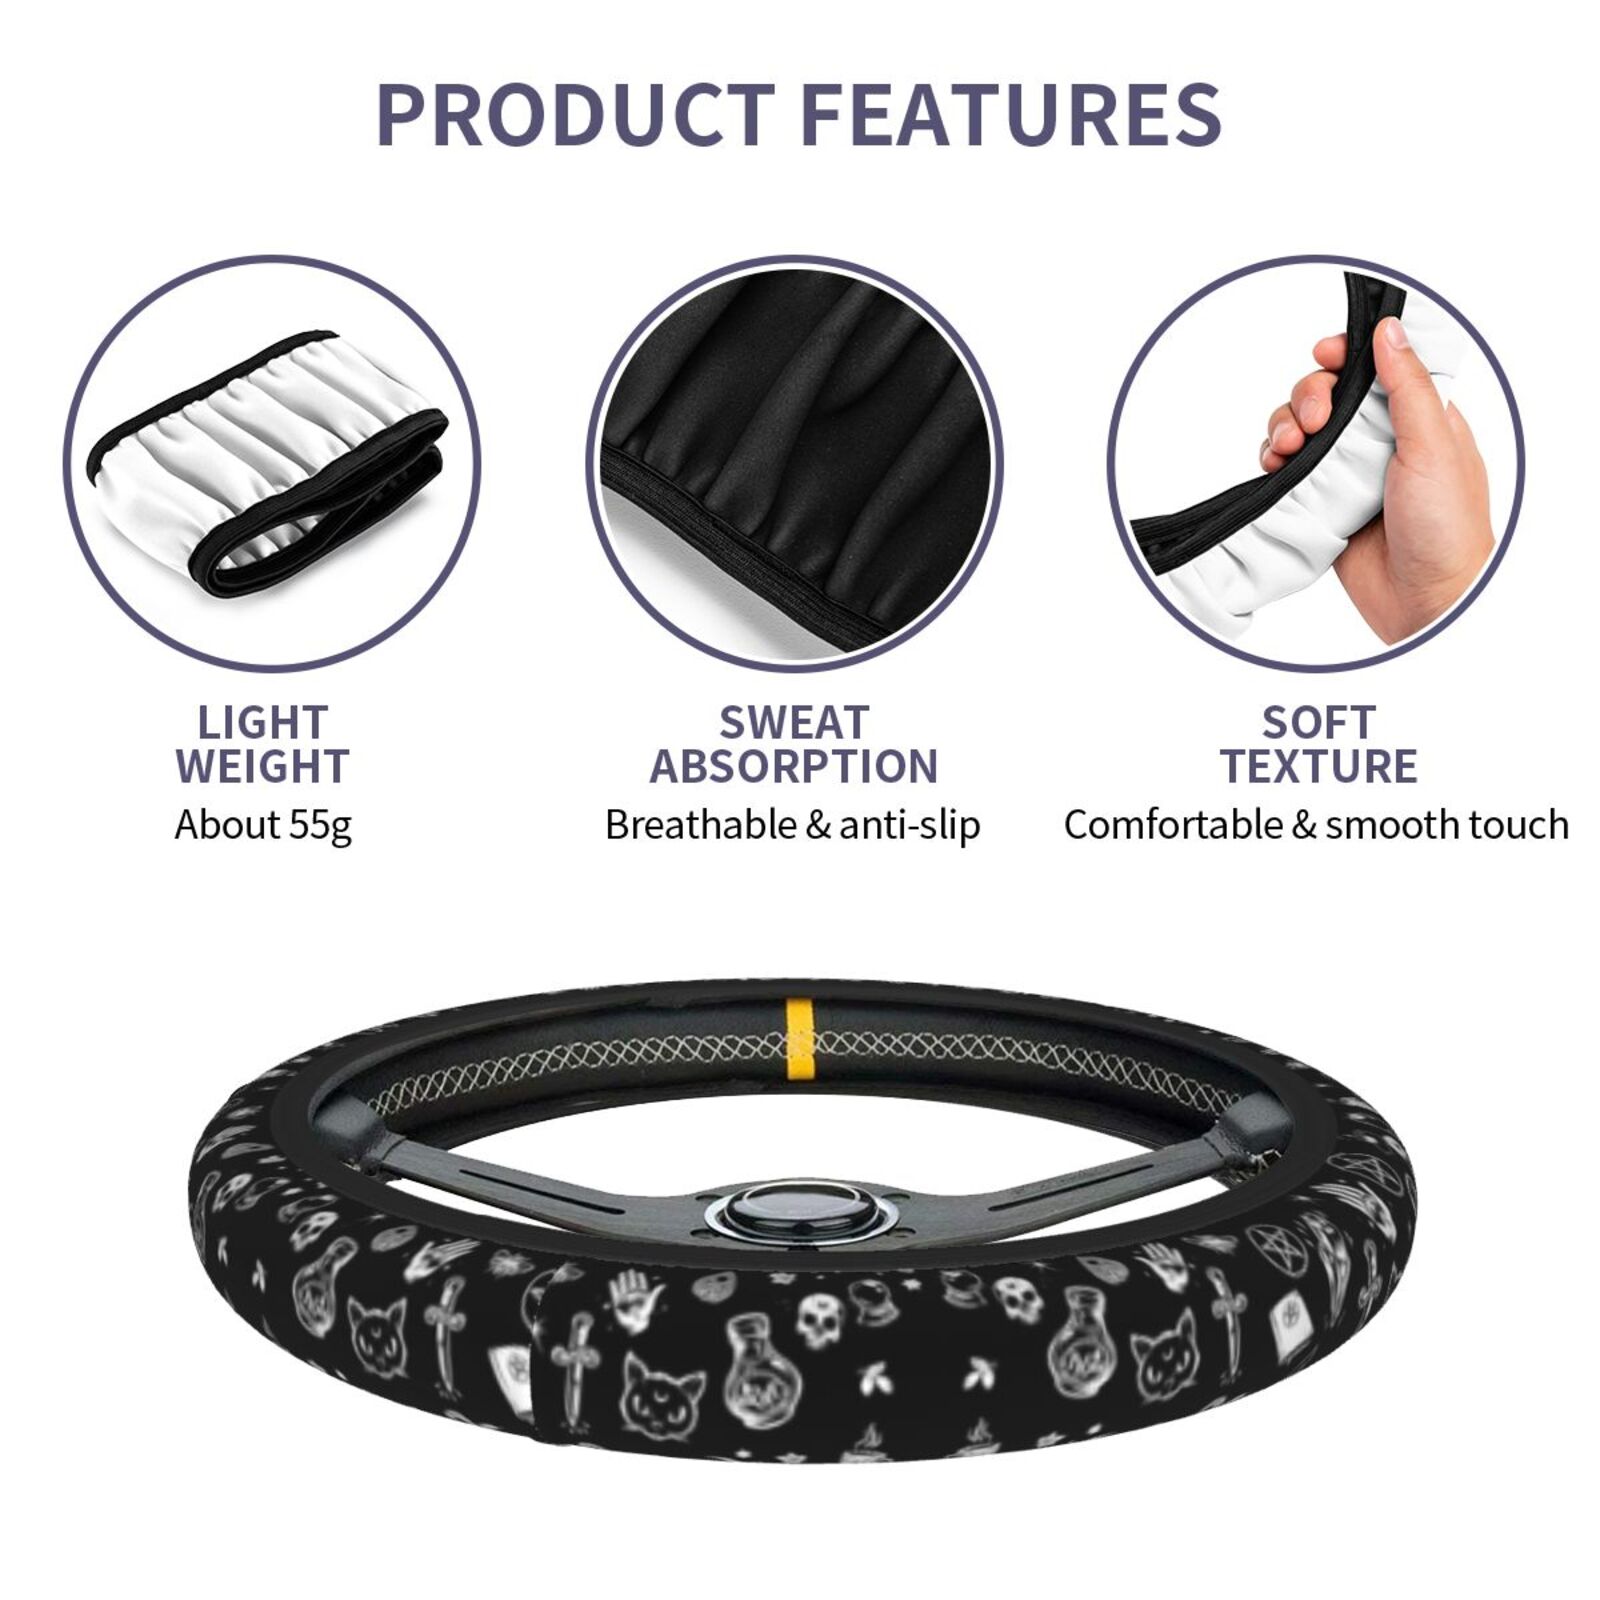 PRODUCT FEATURES
LIGHT
WEIGHT
About 55g
SWEAT
ABSORPTION
Breathable & anti-slip
SOFT
TEXTURE
Comfortable & smooth touch